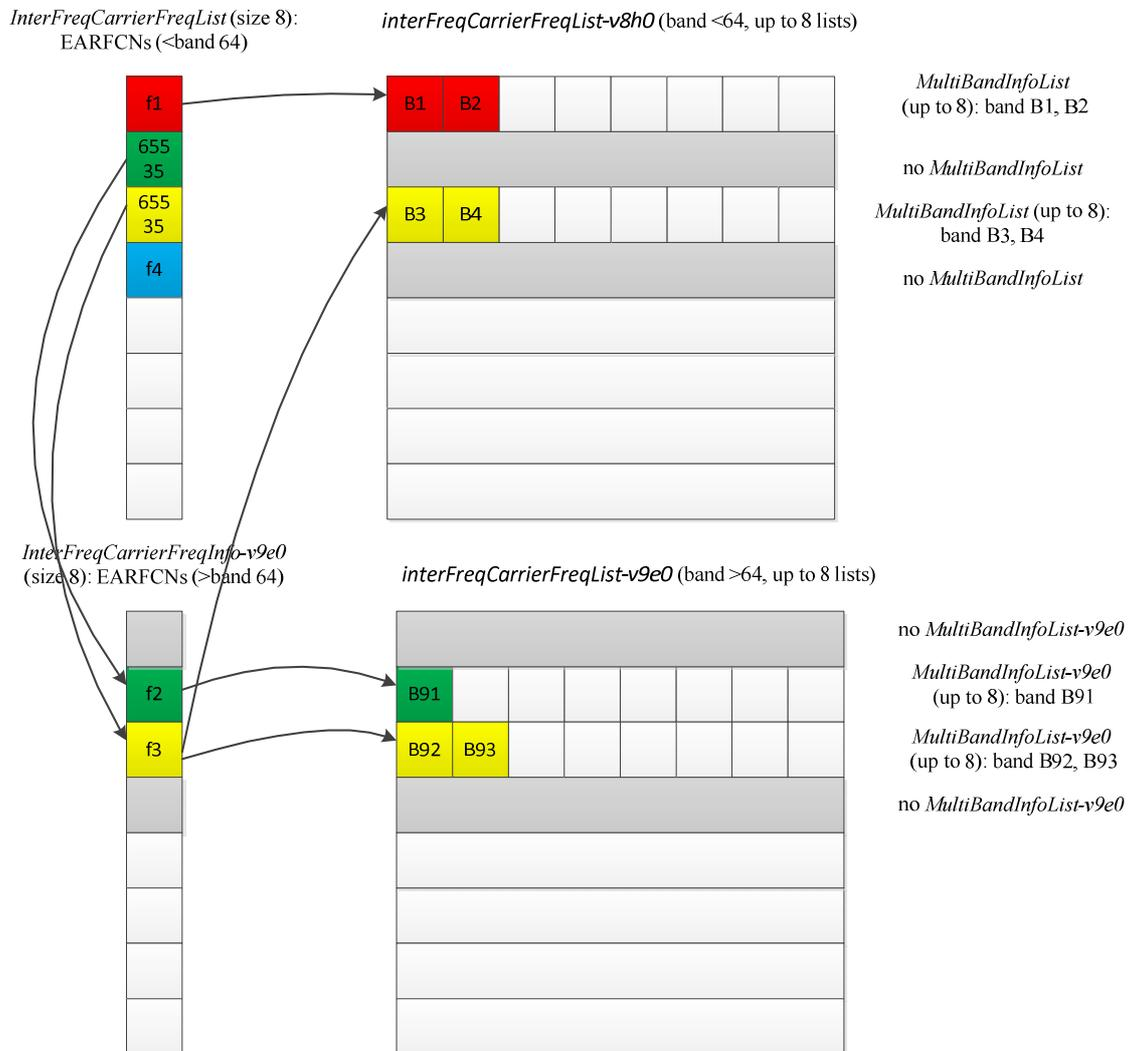 InterFreqCarrierFreqList (size 8):
EARFCNs (<band 64)
interFreqCarrierFreqList-v8h0 (band <64, up to 8 lists)
f1
B1 B2
MultiBandInfoList
(up to 8): band B1, B2
655
35
no MultiBandInfoList
655
35
B3 B4
MultiBandInfoList (up to 8):
band B3, B4
f4
no MultiBandInfoList
InterFreqCarrierFreqInfo-v9e0
(size 8): EARFCNs (>band 64)
interFreqCarrierFreqList-v9e0 (band >64, up to 8 lists)
no MultiBandInfoList-v9e0
f2
B91
MultiBandInfoList-v9e0
(up to 8): band B91
f3
B92 B93
MultiBandInfoList-v9e0
(up to 8): band B92, B93
no MultiBandInfoList-v9e0